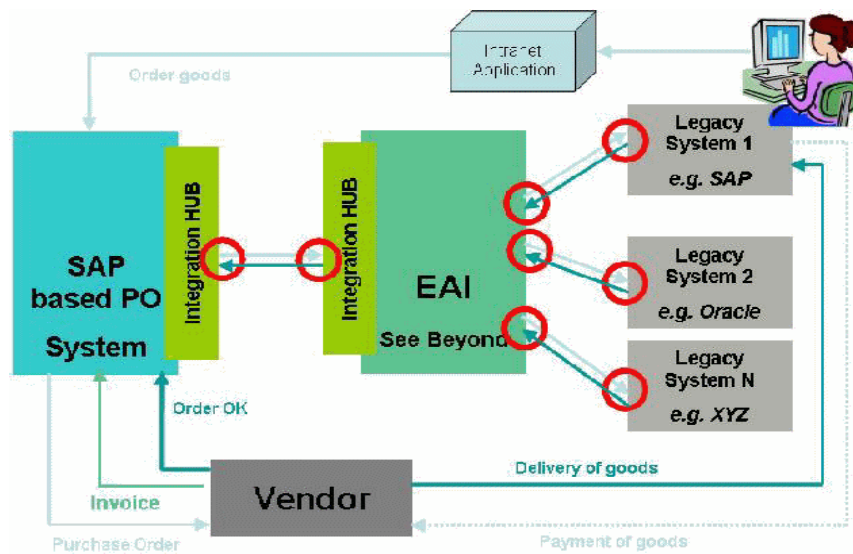 Intranet
Application
Order goods
Legacy
System 1
e.g. SAP
Integration HUB
Integration HUB
SAP
based PO
System
EAI
See Beyond
Legacy
System 2
e.g. Oracle
Legacy
System N
e.g. XYZ
Order OK
Delivery of goods
Invoice
Vendor
Purchase Order
Payment of goods